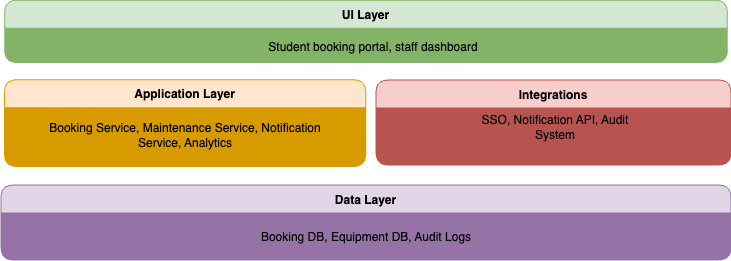 UI Layer
Student booking portal, staff dashboard
Application Layer
Booking Service, Maintenance Service, Notification
Service, Analytics
Integrations
SSO, Notification API, Audit
System
Data Layer
Booking DB, Equipment DB, Audit Logs